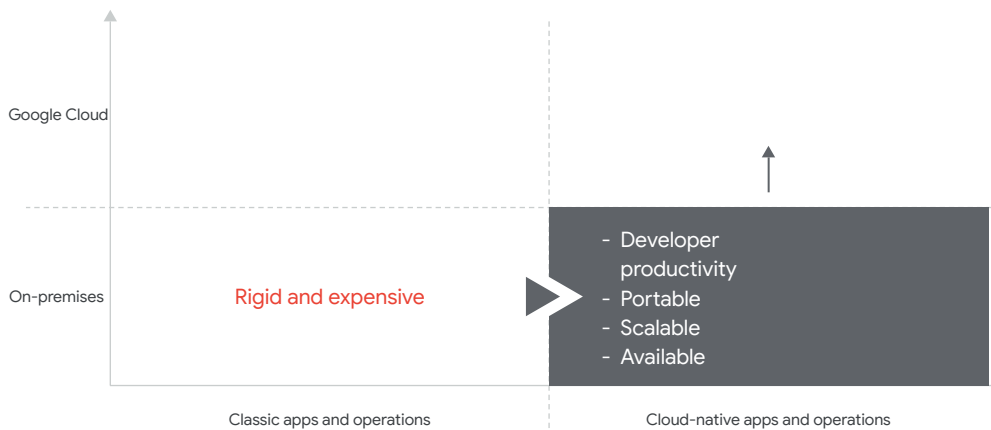 Google Cloud
On-premises
Rigid and expensive
- Developer
productivity
- Portable
- Scalable
- Available
Classic apps and operations
Cloud-native apps and operations